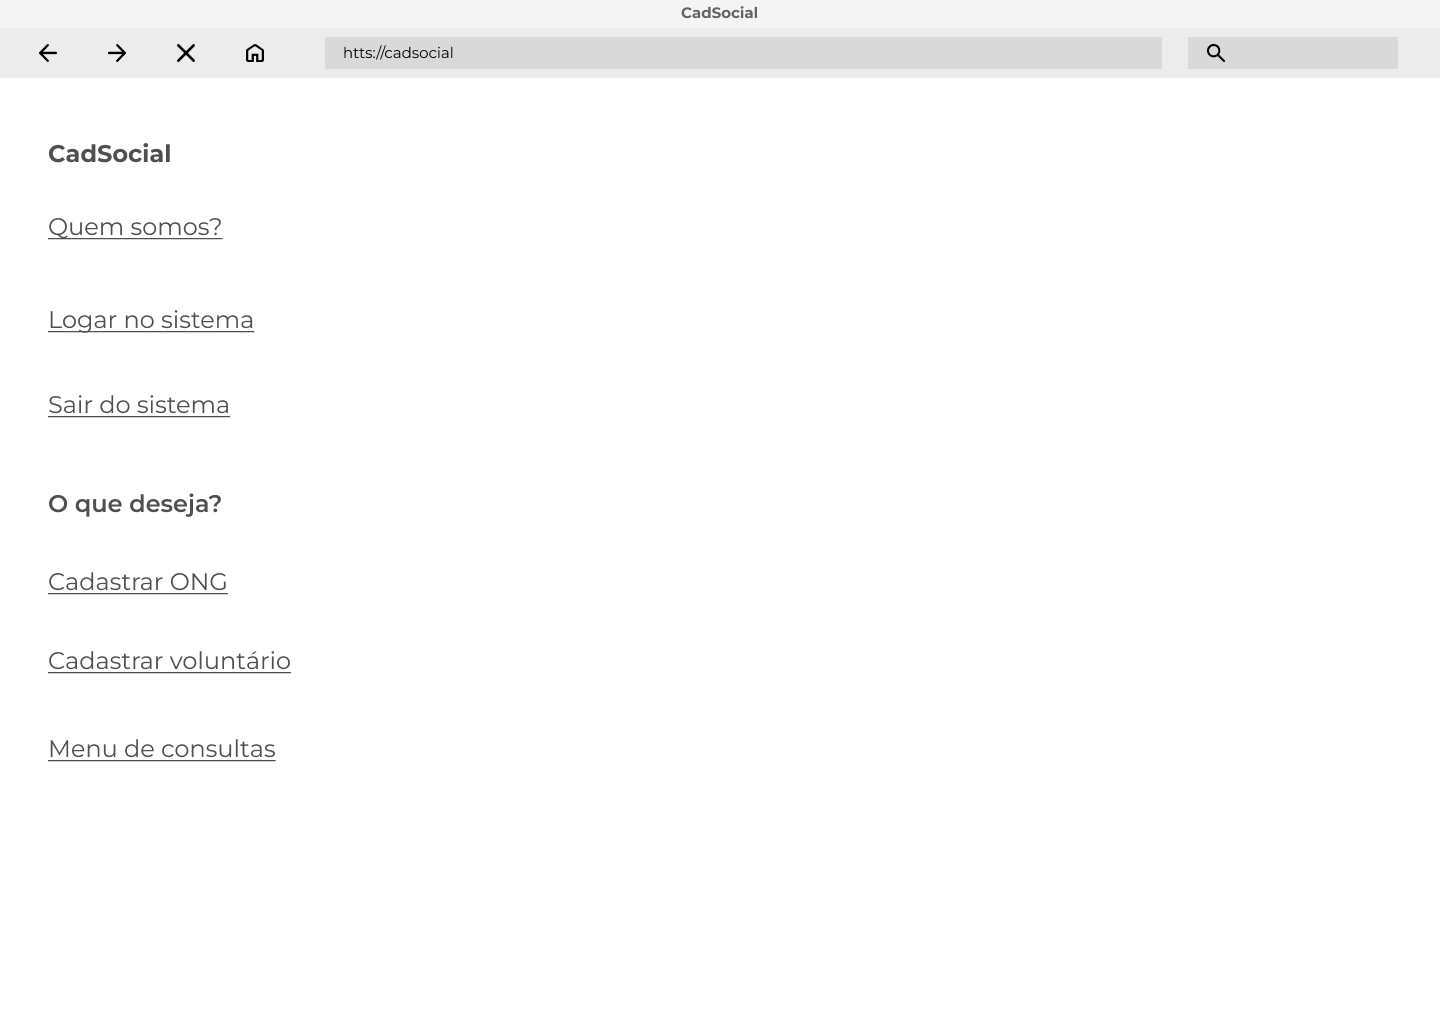 CadSocial
htts://cadsocial
CadSocial
Quem somos?
Logar no sistema
Sair do sistema
O que deseja?
Cadastrar ONG
Cadastrar voluntário
Menu de consultas